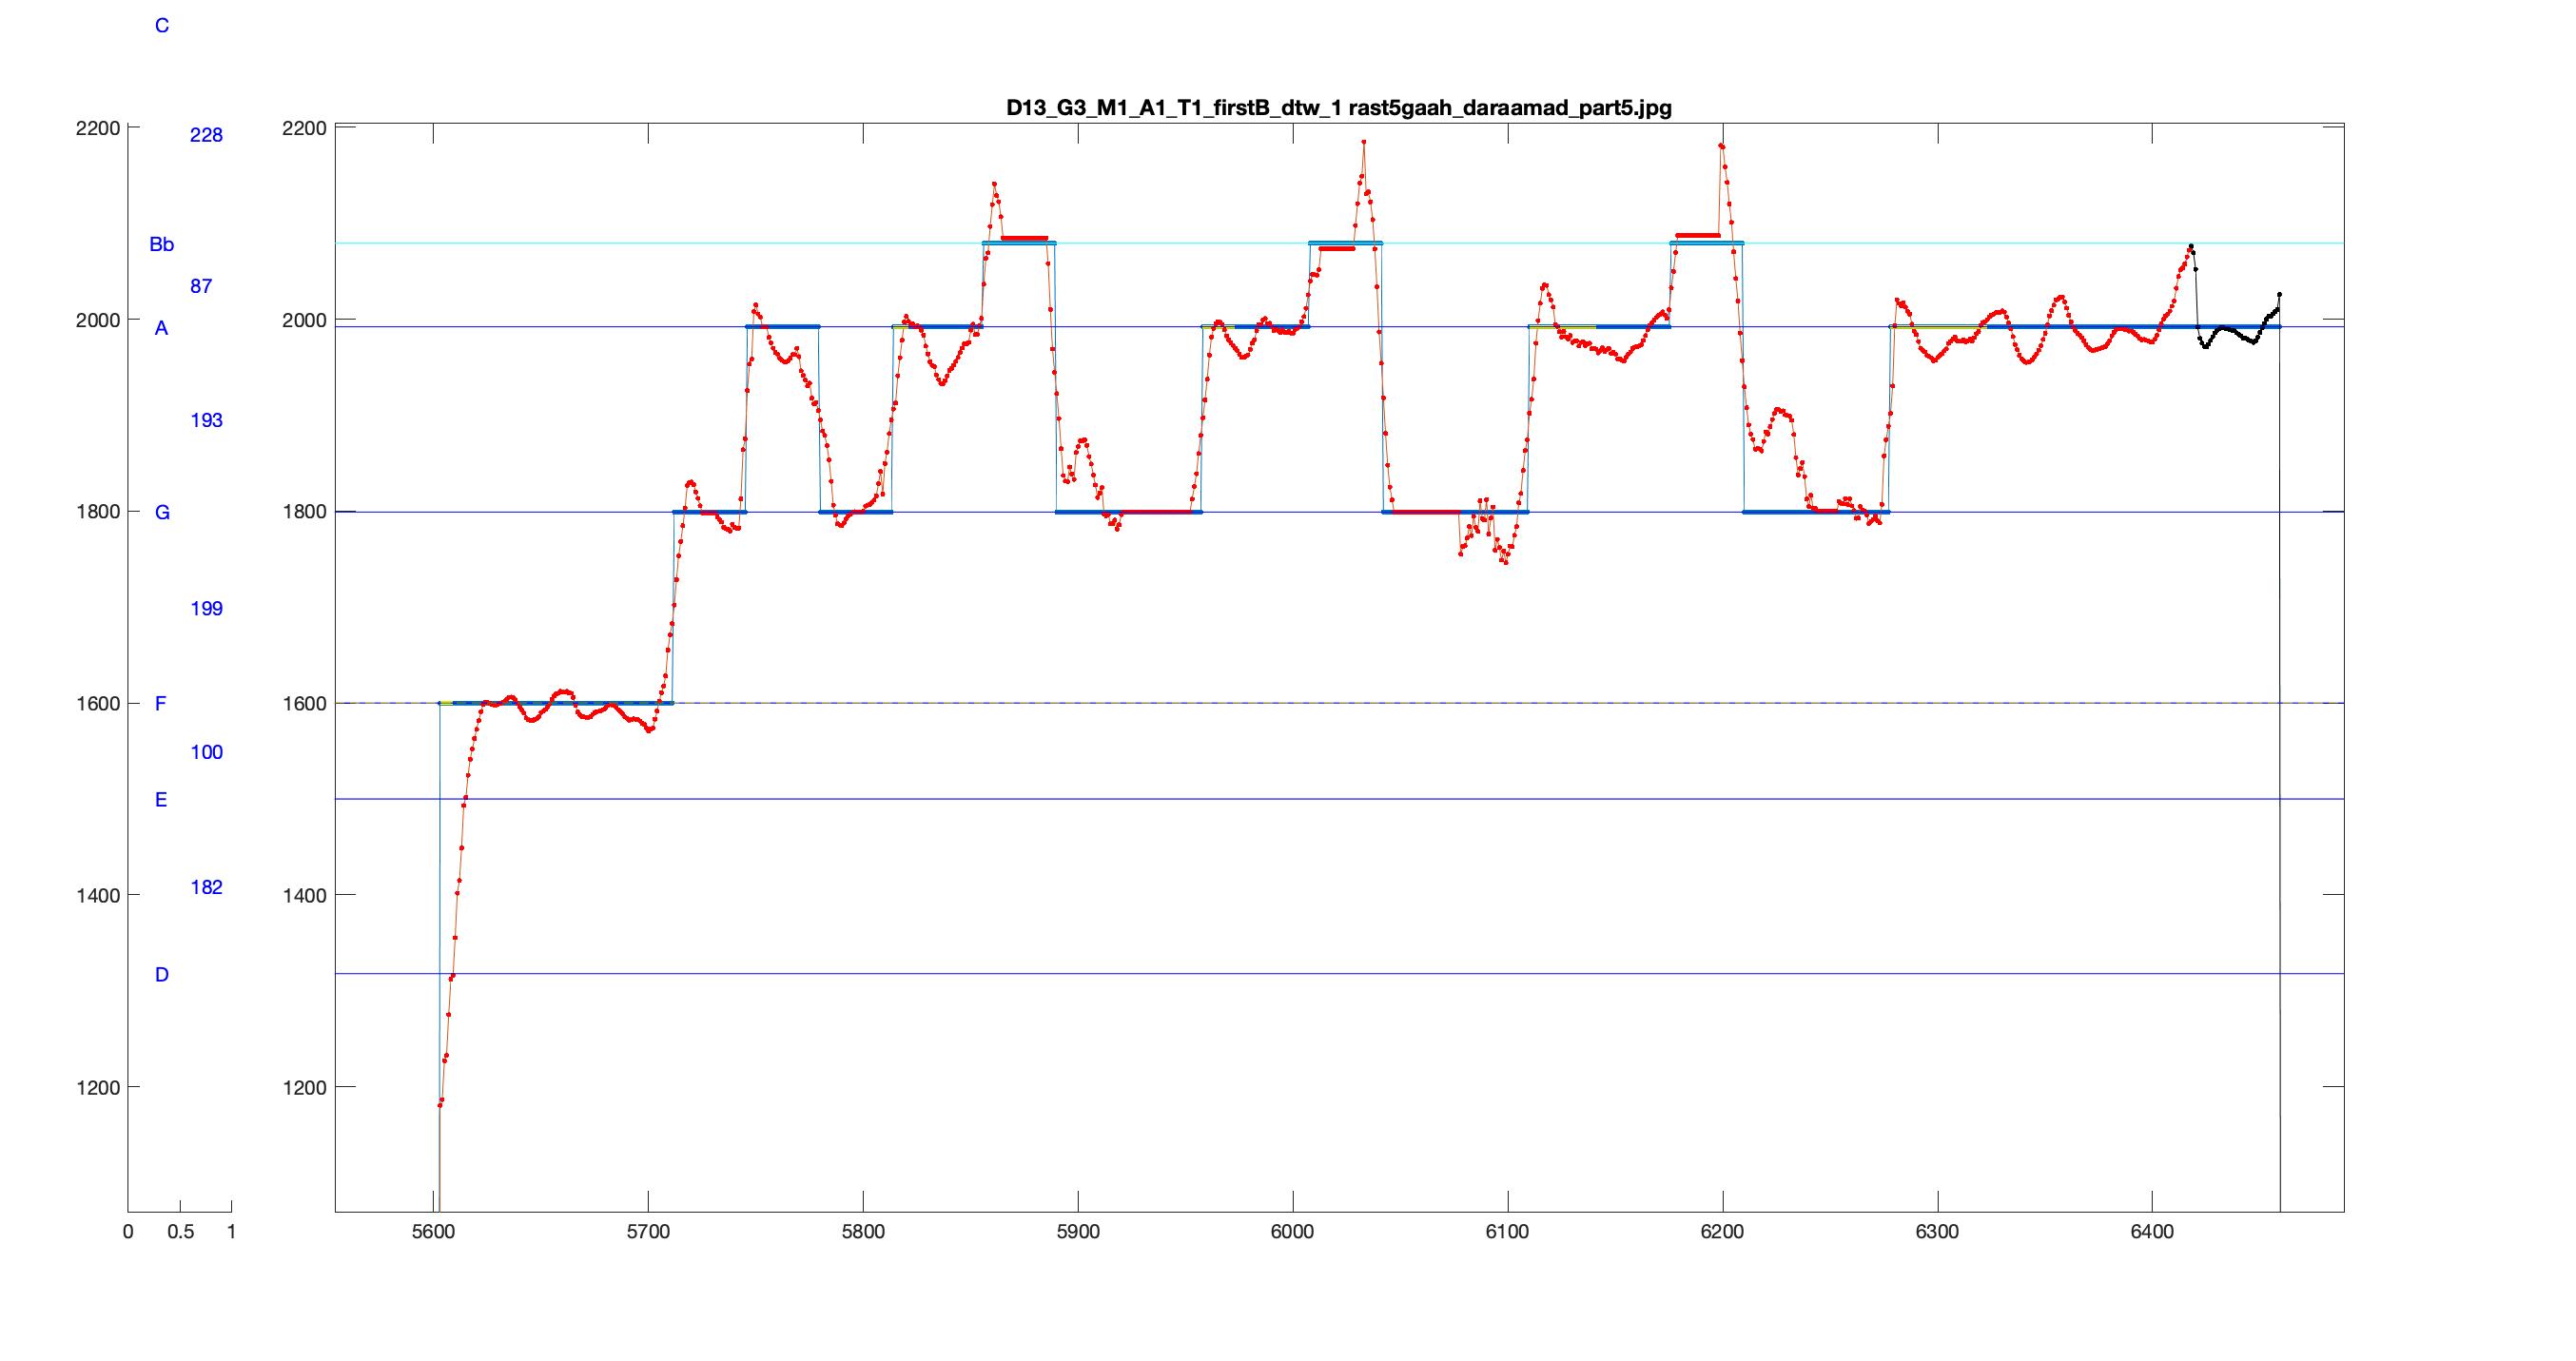 C
D13_G3_M1_A1_T1_firstB_dtw_1 rast5gaah_daraamad_part5.jpg
2200 228 2200
Bb
87
2000 A 2000
193
1800 G 1800
199
1600 F 1600
100
E
182
1400 1400
D
1200 1200
0 0.5 1 5600 5700 5800 5900 6000 6100 6200 6300 6400